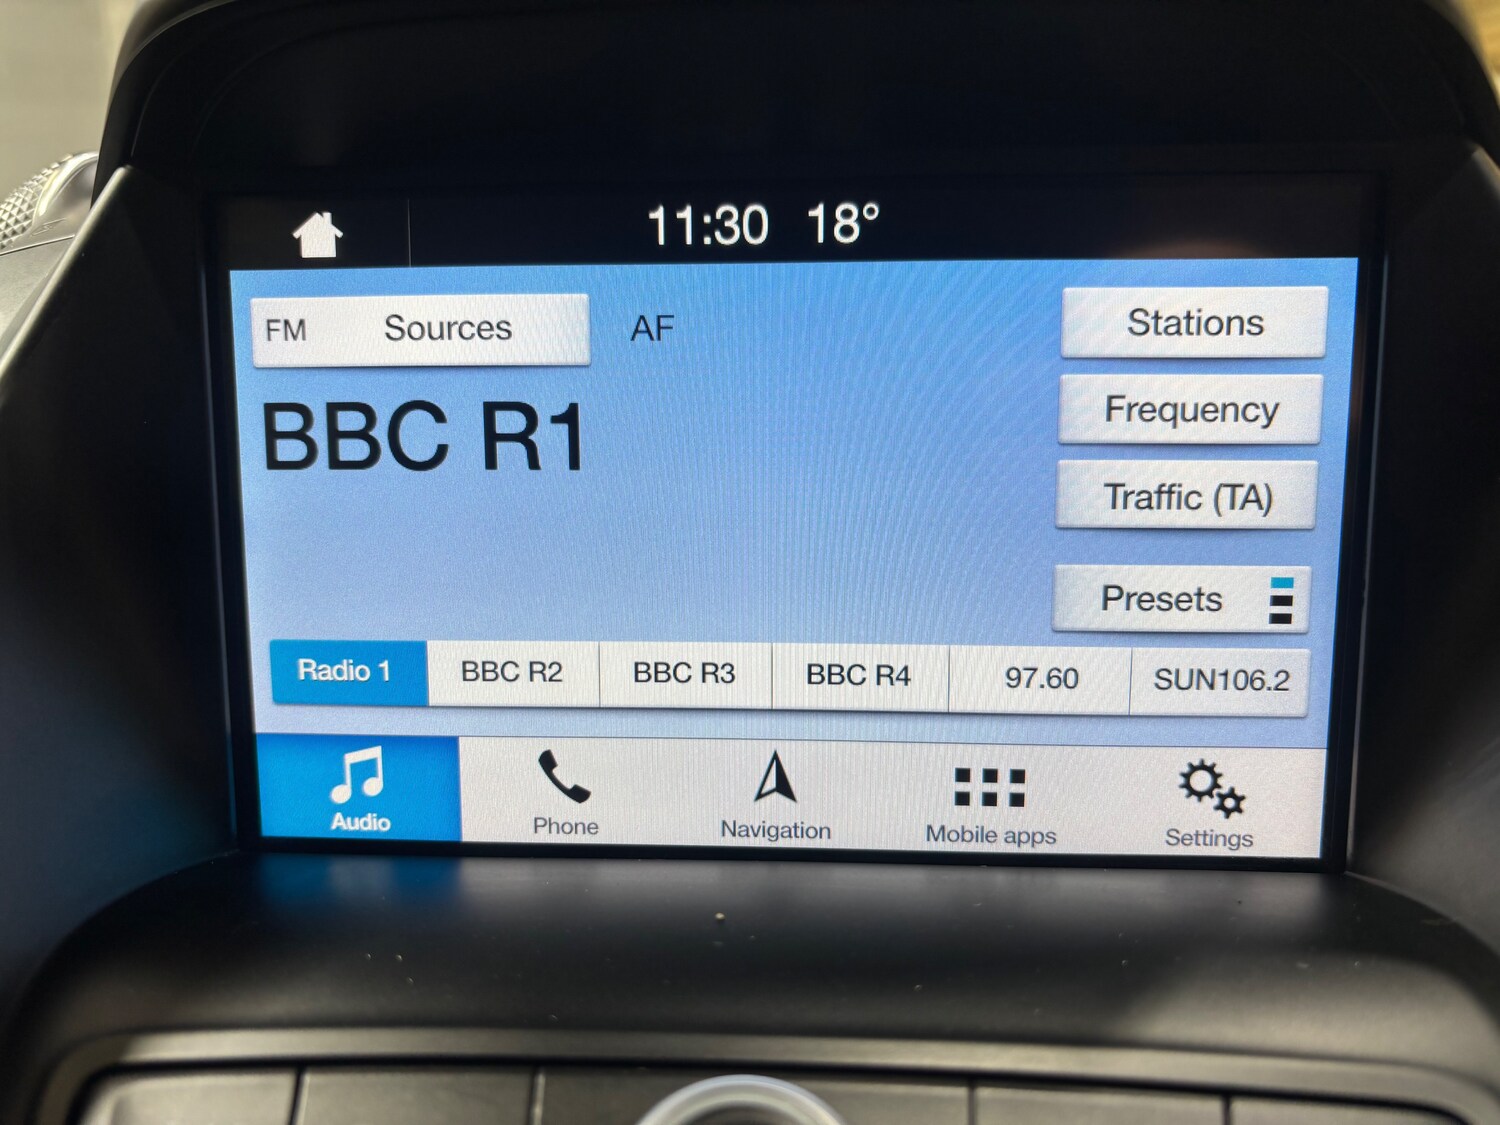 11:30 18°
FM Sources AF Stations
BBC R1
Frequency
Traffic (TA)
Presets
Radio 1 BBC R2 BBC R3 BBC R4 97.60 SUN106.2
Audio Phone Navigation Mobile apps Settings